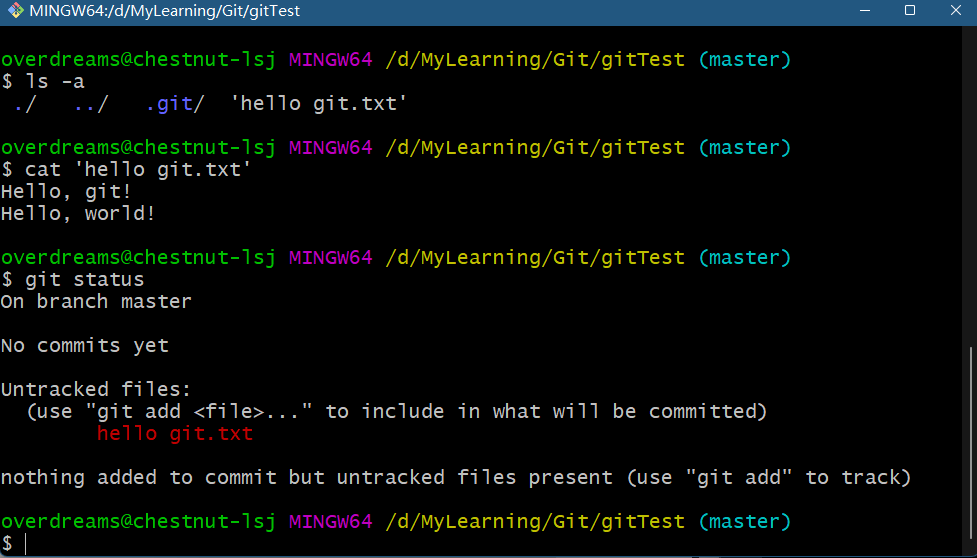 MINGW64:/d/MyLearning/Git/gitTest
overdreams@chestnut-lsj MINGW64 /d/MyLearning/Git/gitTest (master)
$ ls -a
./ ../ .git/ 'hello git.txt'
overdreams@chestnut-lsj MINGW64 /d/MyLearning/Git/gitTest (master)
$ cat 'hello git.txt'
Hello, git!
Hello, world!
overdreams@chestnut-lsj MINGW64 /d/MyLearning/Git/gitTest (master)
$ git status
On branch master
No commits yet
Untracked files:
(use "git add <file>..." to include in what will be committed)
hello git.txt
nothing added to commit but untracked files present (use "git add" to track)
overdreams@chestnut-lsj MINGW64 /d/MyLearning/Git/gitTest (master)
$